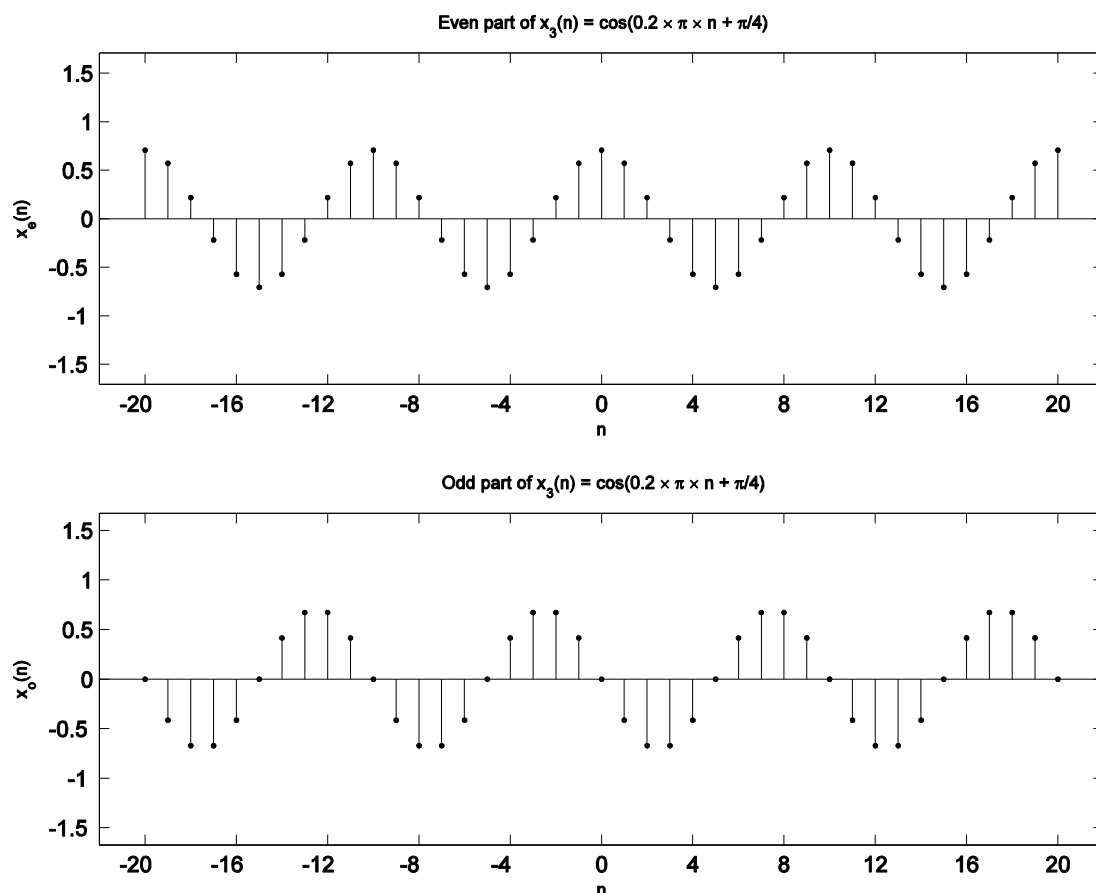 Even part of x₃(n) = cos(0.2 × π × n + π/4)
1.5
1
0.5
0
-0.5
-1
-1.5
xₑ(n)
-20 -16 -12 -8 -4 0 4 8 12 16 20
n
Odd part of x₃(n) = cos(0.2 × π × n + π/4)
1.5
1
0.5
0
-0.5
-1
-1.5
xₒ(n)
-20 -16 -12 -8 -4 0 4 8 12 16 20
n